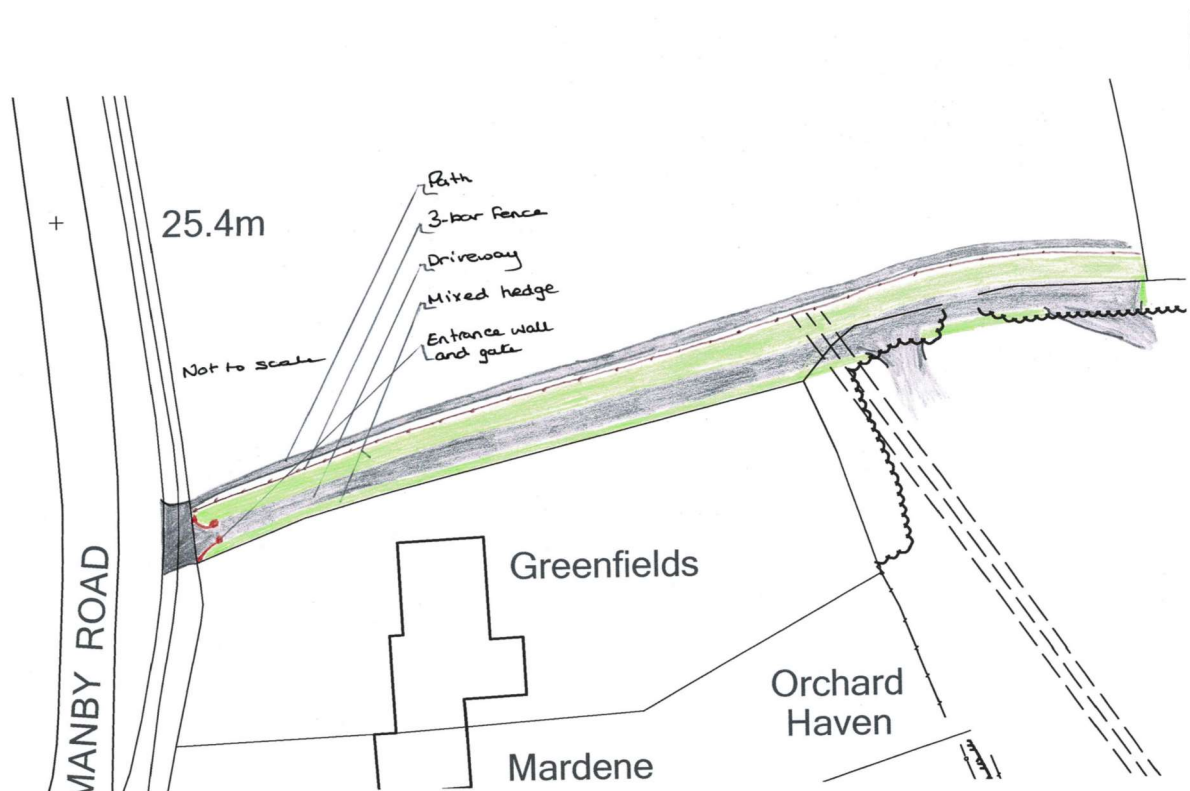 Path
3-bar fence
25.4m
Driveway
Mixed hedge
Entrance wall
and gate
Not to scale
MANBY ROAD
Greenfields
Orchard
Haven
Mardene